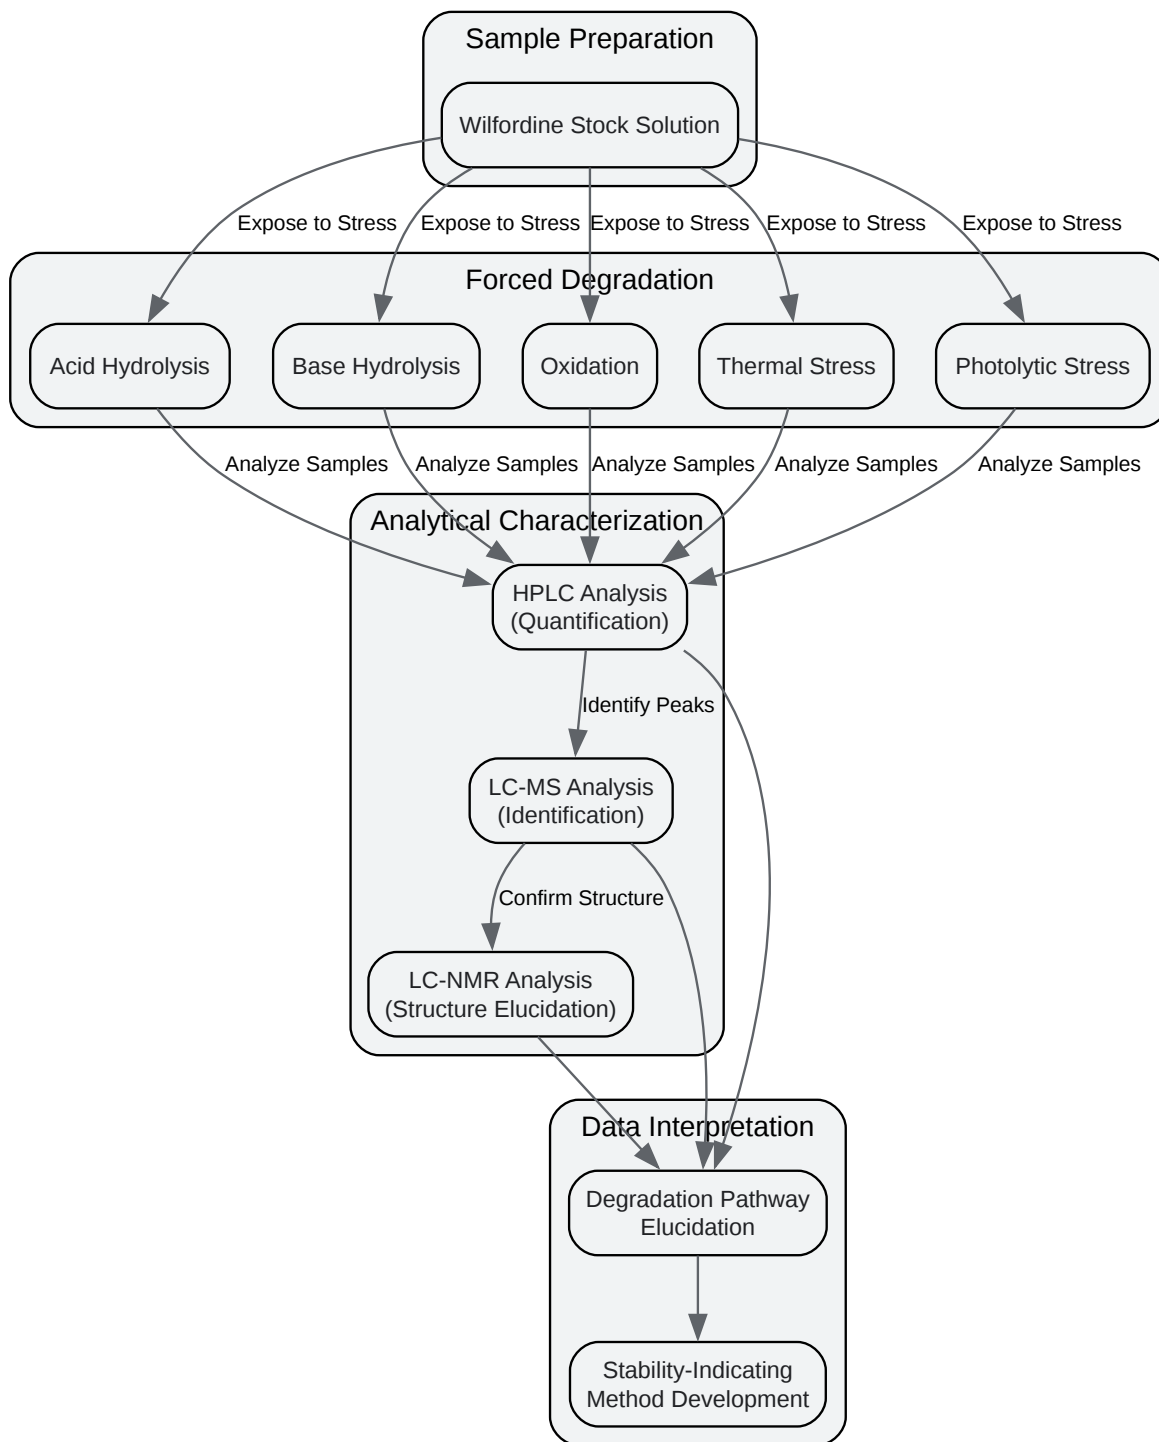 Sample Preparation
Wilfordine Stock Solution
Expose to Stress
Expose to Stress
Expose to Stress
Expose to Stress
Expose to Stress
Forced Degradation
Acid Hydrolysis
Base Hydrolysis
Oxidation
Thermal Stress
Photolytic Stress
Analyze Samples
Analyze Samples
Analyze Samples
Analyze Samples
Analyze Samples
Analytical Characterization
HPLC Analysis
(Quantification)
Identify Peaks
LC-MS Analysis
(Identification)
Confirm Structure
LC-NMR Analysis
(Structure Elucidation)
Data Interpretation
Degradation Pathway
Elucidation
Stability-Indicating
Method Development